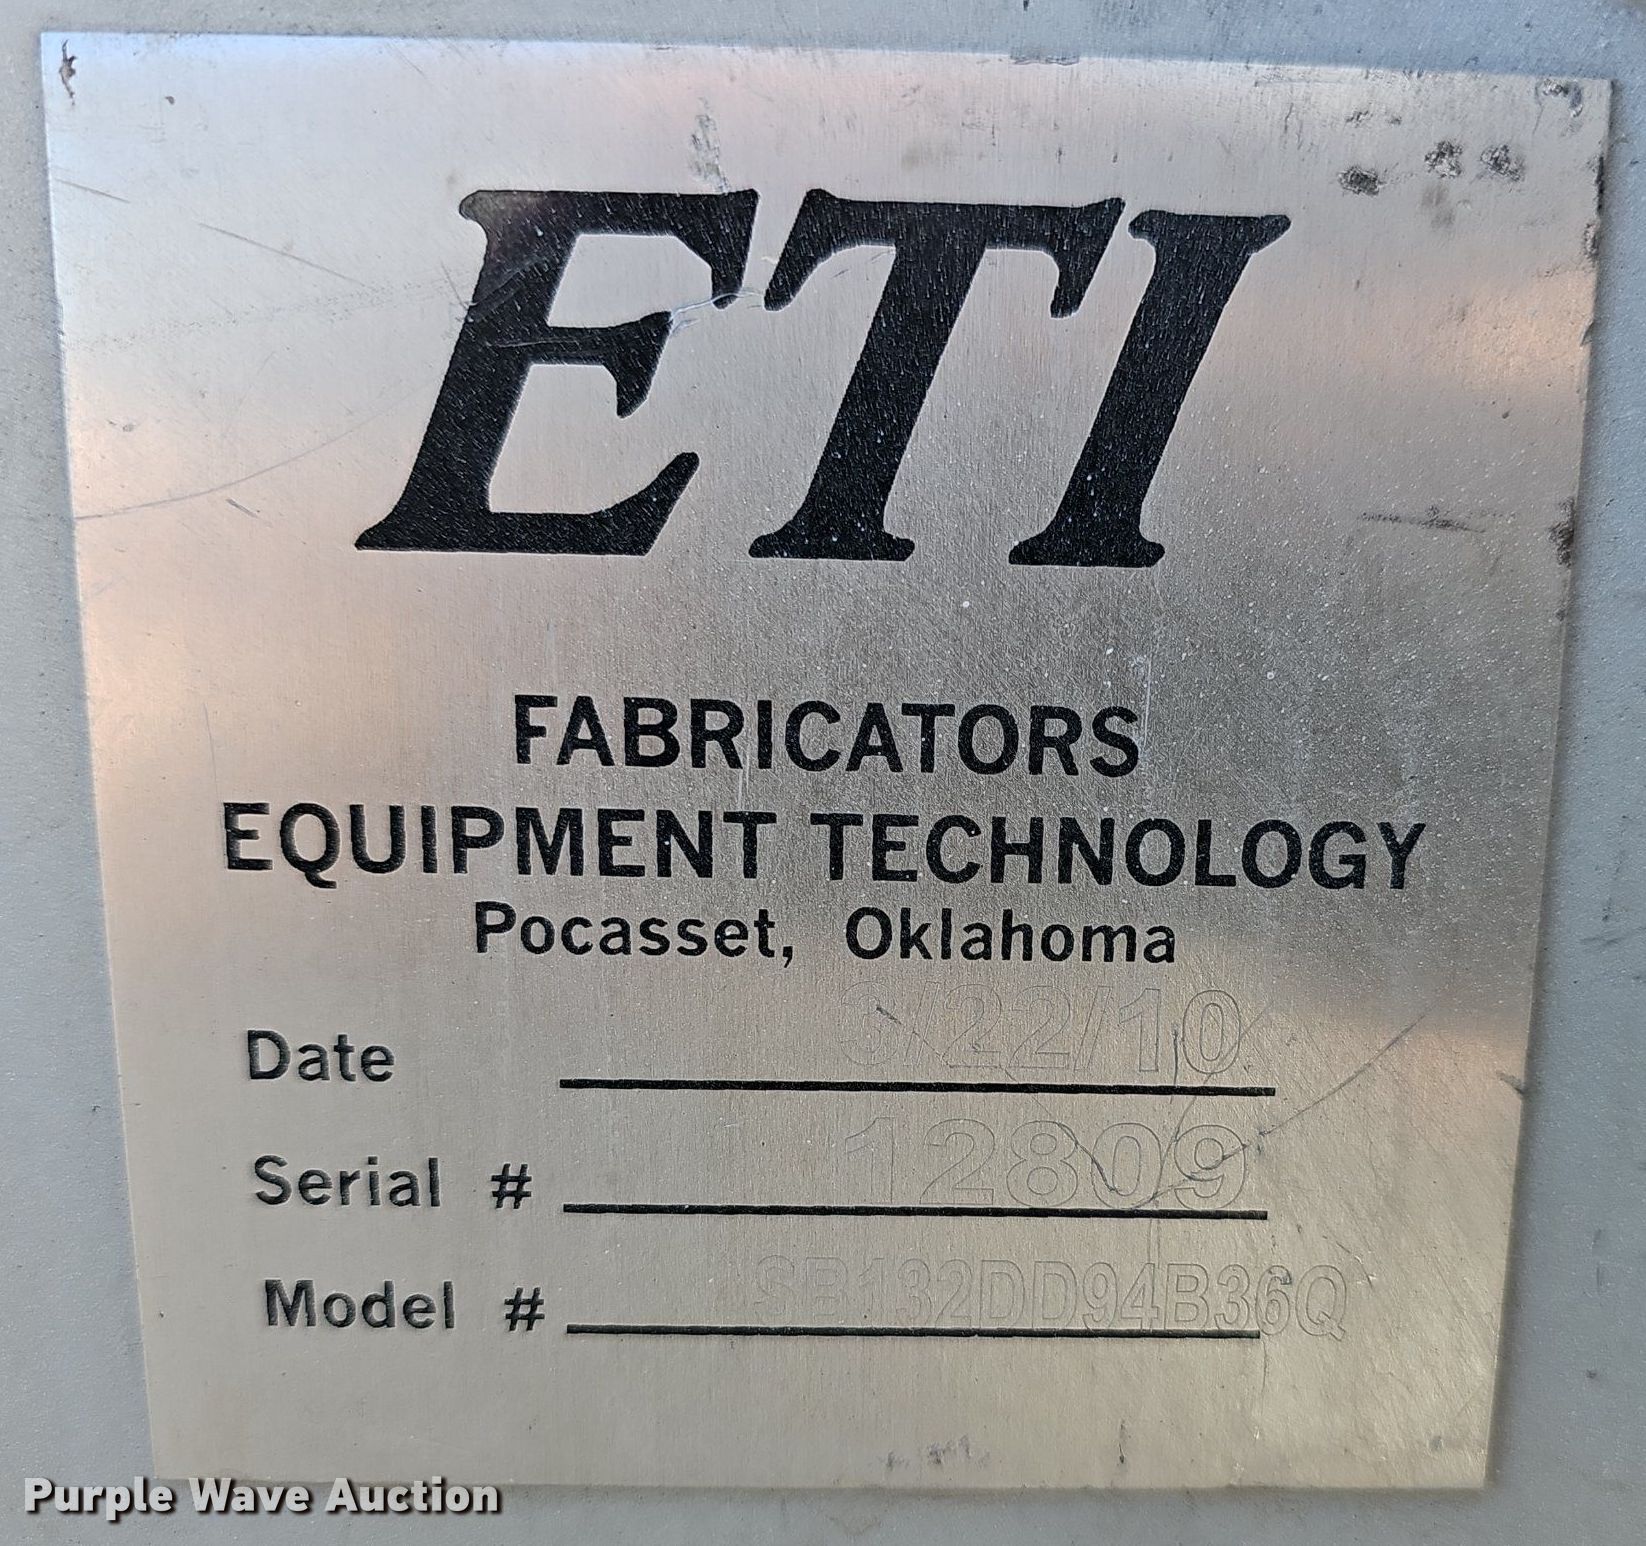 ETI
FABRICATORS
EQUIPMENT TECHNOLOGY
Pocasset, Oklahoma
Date 3/22/10
Serial # 12809
Model # SB132DD94B36Q
Purple Wave Auction